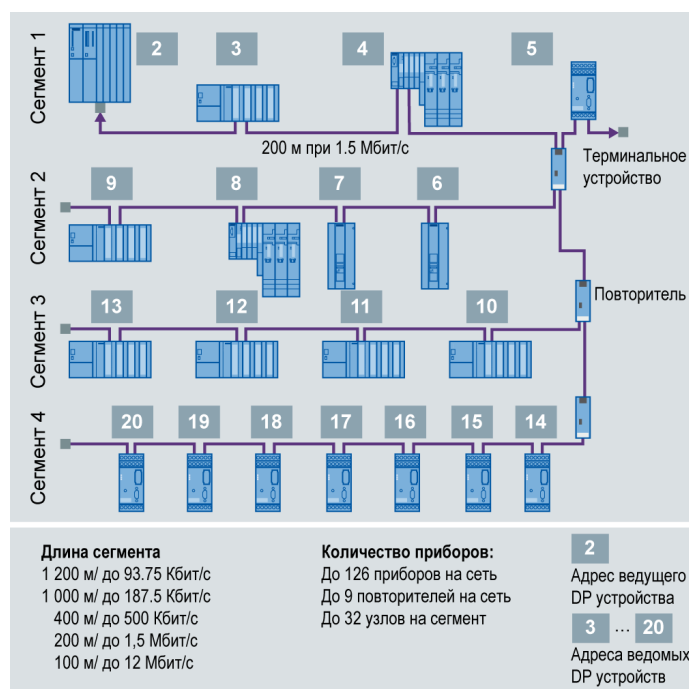 Сегмент 1
2
3
4
5
200 м при 1.5 Мбит/с
Терминальное
устройство
Сегмент 2
9
8
7
6
Повторитель
Сегмент 3
13
12
11
10
Сегмент 4
20
19
18
17
16
15
14
Длина сегмента
1 200 м/ до 93.75 Кбит/с
1 000 м/ до 187.5 Кбит/с
400 м/ до 500 Кбит/с
200 м/ до 1,5 Мбит/с
100 м/ до 12 Мбит/с
Количество приборов:
До 126 приборов на сеть
До 9 повторителей на сеть
До 32 узлов на сегмент
2
Адрес ведущего
DP устройства
3 ... 20
Адреса ведомых
DP устройств